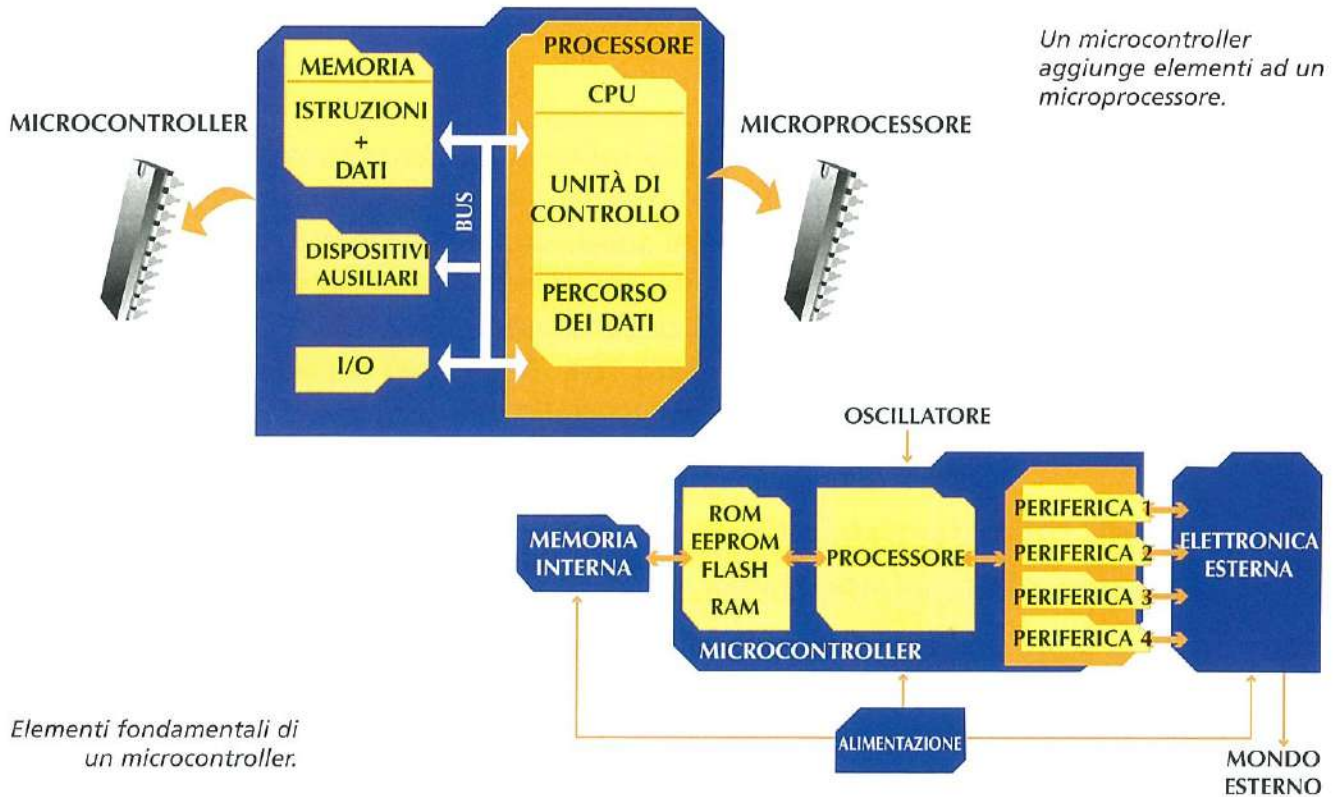 Un microcontroller
aggiunge elementi ad un
microprocessore.
MICROCONTROLLER
MEMORIA
ISTRUZIONI
+
DATI
DISPOSITIVI
AUSILIARI
I/O
BUS
PROCESSORE
CPU
UNITÀ DI
CONTROLLO
PERCORSO
DEI DATI
MICROPROCESSORE
OSCILLATORE
MEMORIA
INTERNA
ROM
EEPROM
FLASH
RAM
PROCESSORE
MICROCONTROLLER
PERIFERICA 1
PERIFERICA 2
PERIFERICA 3
PERIFERICA 4
ELETTRONICA
ESTERNA
ALIMENTAZIONE
MONDO
ESTERNO
Elementi fondamentali di
un microcontroller.